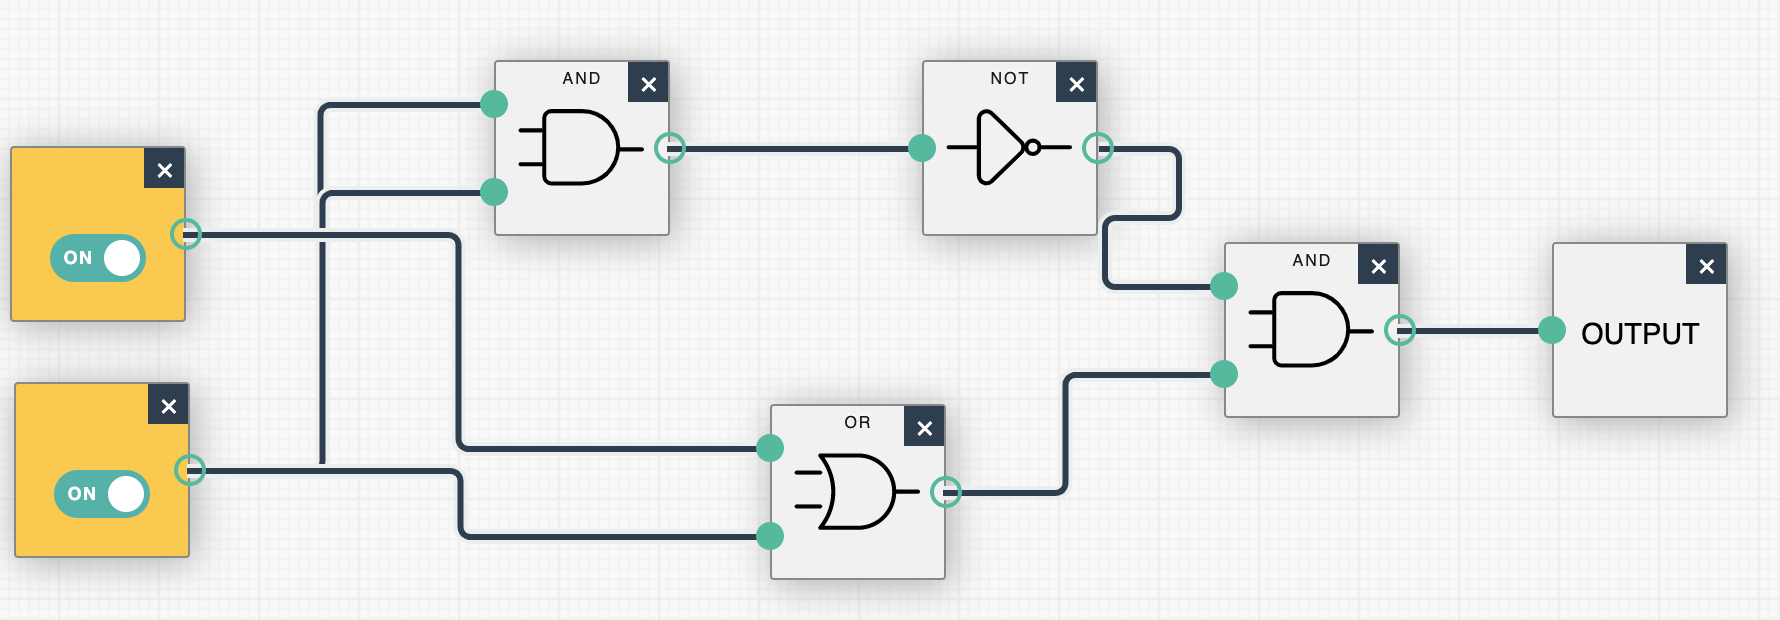 AND
NOT
ON
AND
OUTPUT
OR
ON